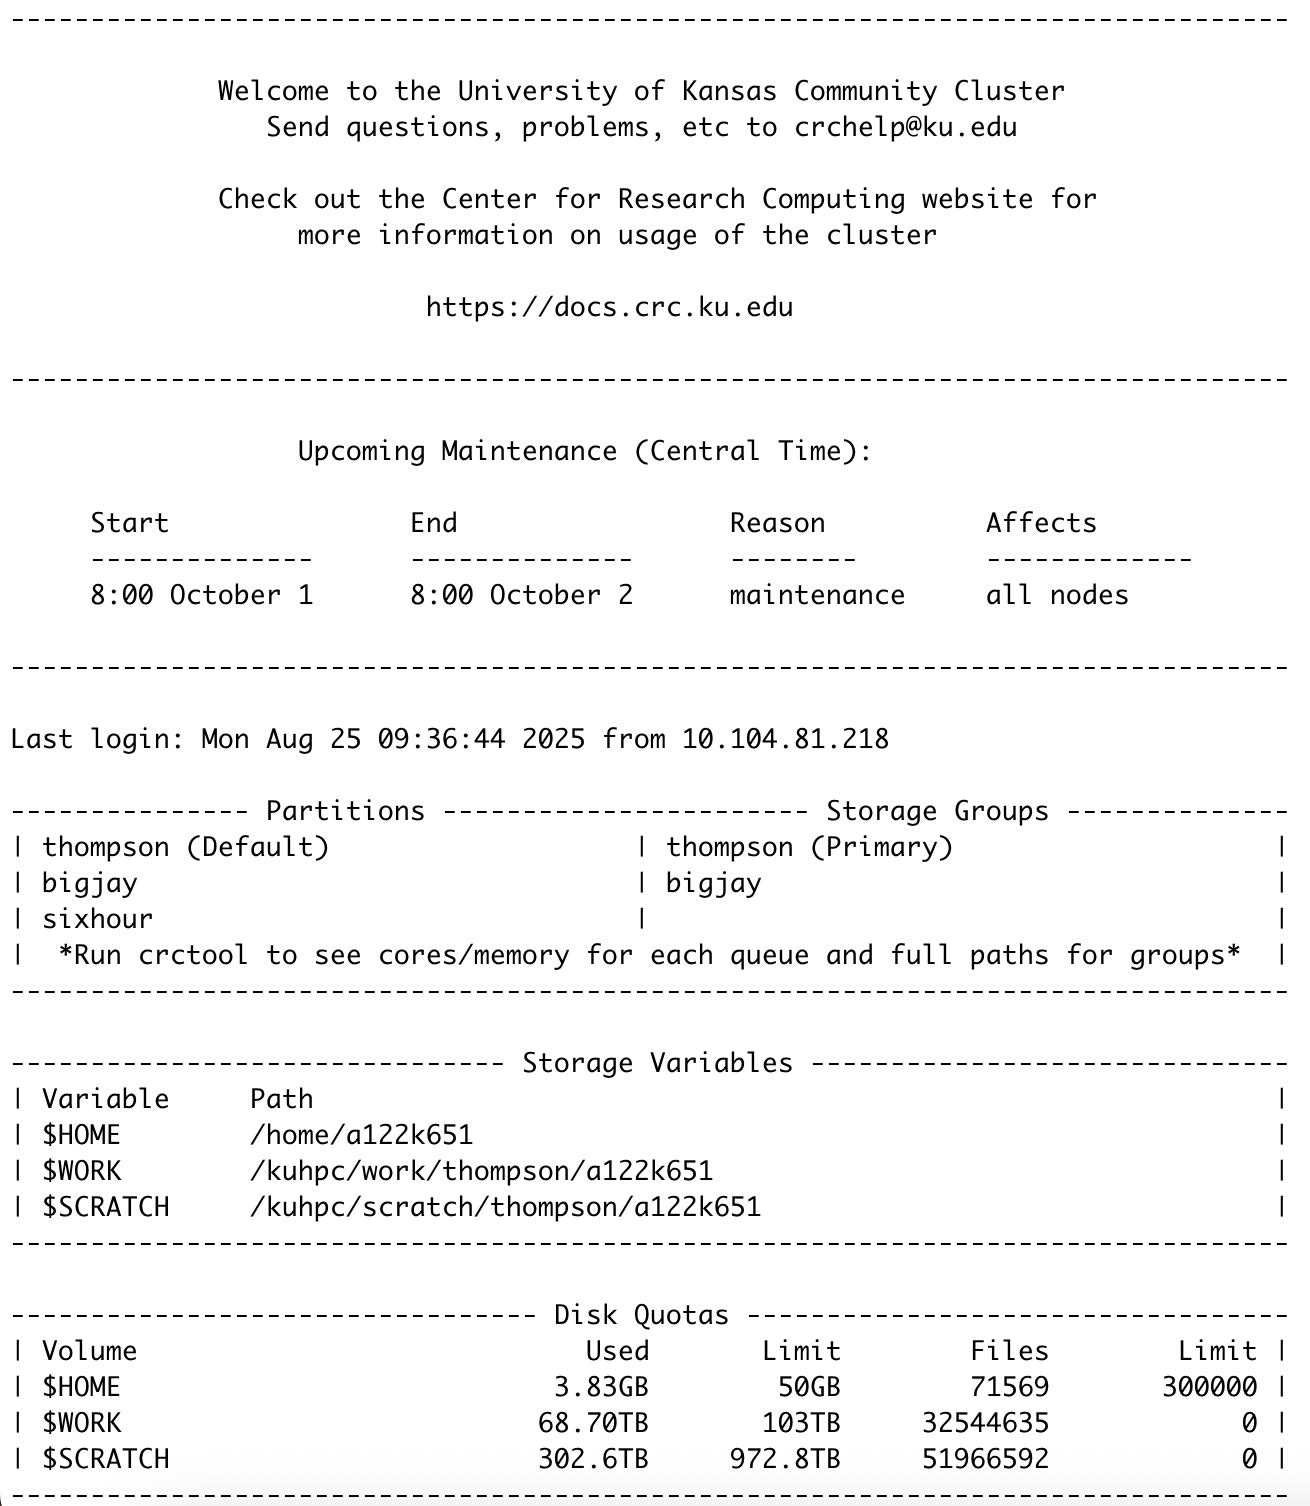 --------------------------------------------------------------------------------
Welcome to the University of Kansas Community Cluster
Send questions, problems, etc to crchelp@ku.edu
Check out the Center for Research Computing website for
more information on usage of the cluster
https://docs.crc.ku.edu
--------------------------------------------------------------------------------
Upcoming Maintenance (Central Time):
Start End Reason Affects
-------------- -------------- -------- -------------
8:00 October 1 8:00 October 2 maintenance all nodes
--------------------------------------------------------------------------------
Last login: Mon Aug 25 09:36:44 2025 from 10.104.81.218
--------------- Partitions ----------------------- Storage Groups --------------
| thompson (Default) | thompson (Primary) |
| bigjay | bigjay |
| sixhour | |
| *Run crctool to see cores/memory for each queue and full paths for groups* |
--------------------------------------------------------------------------------
------------------------------- Storage Variables ------------------------------
| Variable Path |
| $HOME /home/a122k651 |
| $WORK /kuhpc/work/thompson/a122k651 |
| $SCRATCH /kuhpc/scratch/thompson/a122k651 |
--------------------------------------------------------------------------------
--------------------------------- Disk Quotas ----------------------------------
| Volume Used Limit Files Limit |
| $HOME 3.83GB 50GB 71569 300000 |
| $WORK 68.70TB 103TB 32544635 0 |
| $SCRATCH 302.6TB 972.8TB 51966592 0 |
--------------------------------------------------------------------------------